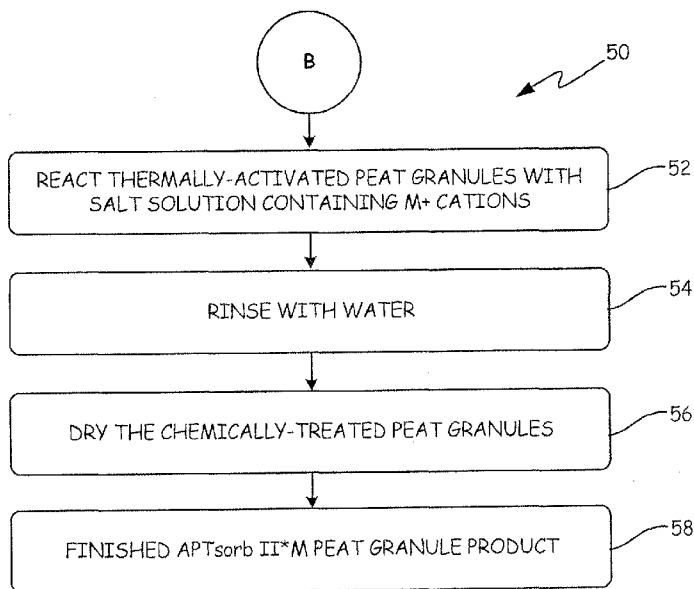 B
50
REACT THERMALLY-ACTIVATED PEAT GRANULES WITH
SALT SOLUTION CONTAINING M+ CATIONS
52
RINSE WITH WATER
54
DRY THE CHEMICALLY-TREATED PEAT GRANULES
56
FINISHED APTsorb II*M PEAT GRANULE PRODUCT
58